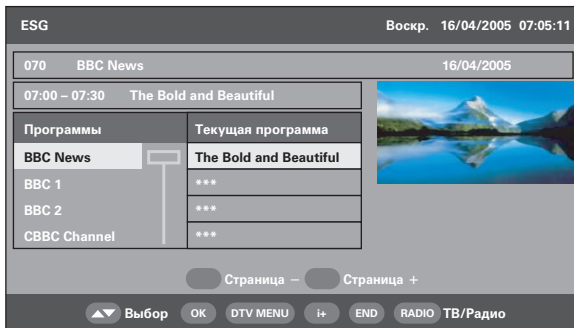 ESG Воскр. 16/04/2005 07:05:11
070 BBC News 16/04/2005
07:00 – 07:30 The Bold and Beautiful
Программы Текущая программа
BBC News The Bold and Beautiful
BBC 1 ***
BBC 2 ***
CBBC Channel ***
Страница – Страница +
Выбор OK DTV MENU i+ END RADIO ТВ/Радио